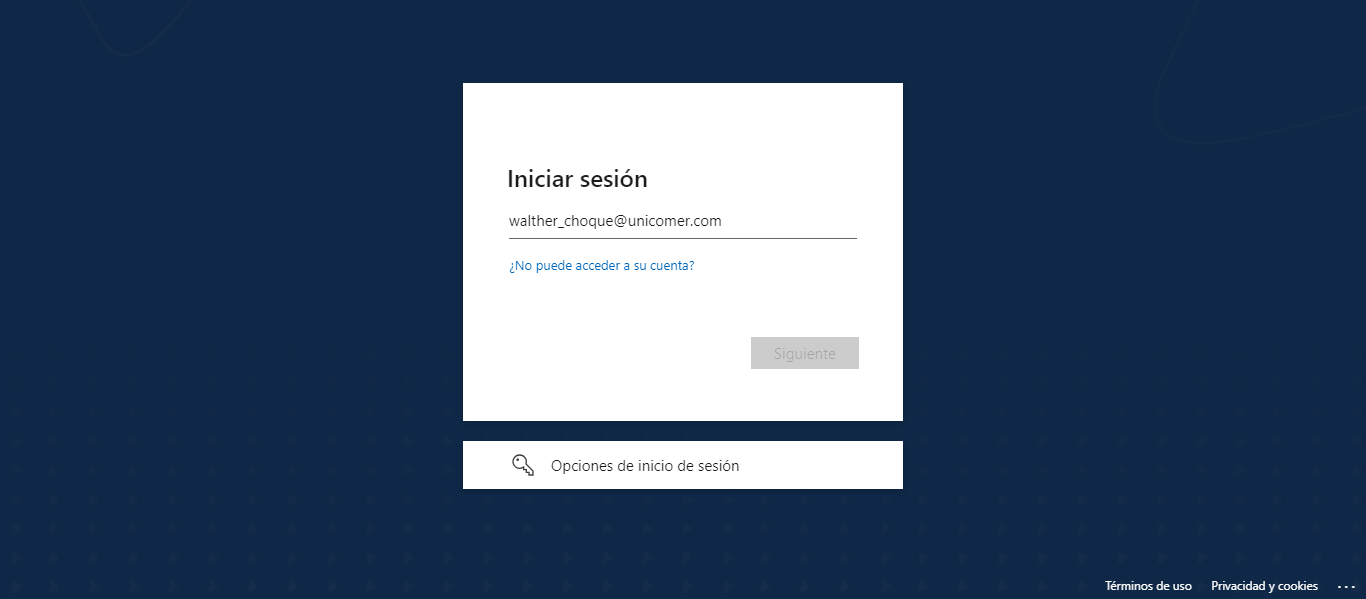 Iniciar sesión
walther_choque@unicomer.com
¿No puede acceder a su cuenta?
Siguiente
Opciones de inicio de sesión
Términos de uso Privacidad y cookies ...